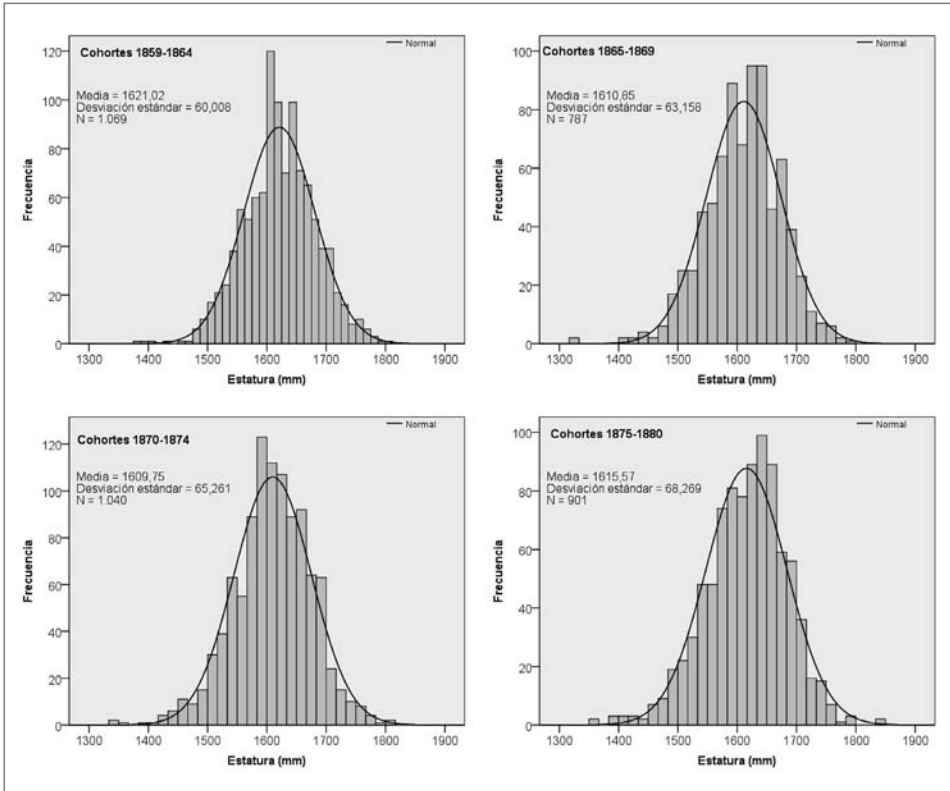 Cohortes 1859-1864
Normal
Media = 1621,02
Desviación estándar = 60,008
N = 1.069
Frecuencia
120
100
80
60
40
20
0
1300 1400 1500 1600 1700 1800 1900
Estatura (mm)
Cohortes 1865-1869
Normal
Media = 1610,85
Desviación estándar = 63,158
N = 787
Frecuencia
100
80
60
40
20
0
1300 1400 1500 1600 1700 1800 1900
Estatura (mm)
Cohortes 1870-1874
Normal
Media = 1609,75
Desviación estándar = 65,261
N = 1.040
Frecuencia
120
100
80
60
40
20
0
1300 1400 1500 1600 1700 1800 1900
Estatura (mm)
Cohortes 1875-1880
Normal
Media = 1615,57
Desviación estándar = 68,269
N = 901
Frecuencia
100
80
60
40
20
0
1300 1400 1500 1600 1700 1800 1900
Estatura (mm)